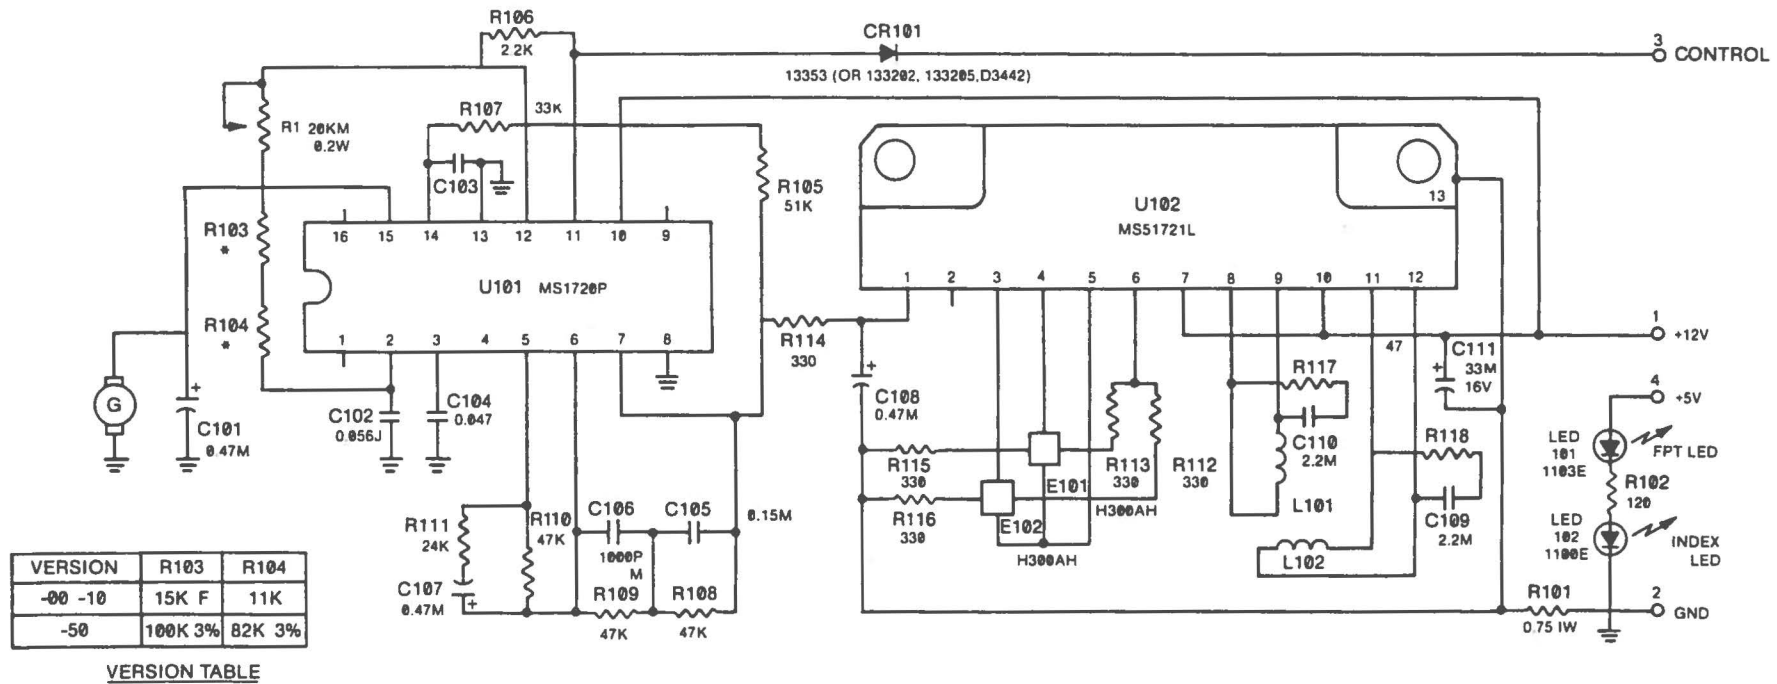 R106
2 2K
CR101
13353 (OR 133202, 133205,D3442)
3
CONTROL
R107
33K
R1 20KM
0.2W
C103
R105
51K
R103
*
R104
*
16 15 14 13 12 11 10 9
U101 MS1720P
1 2 3 4 5 6 7 8
U102
MS51721L
13
1 2 3 4 5 6 7 8 9 10 11 12
R114
330
1
+12V
47
C111
33M
16V
+
4
+5V
G
+
C101
0.47M
C102
0.056J
C104
0.047
+
C108
0.47M
R117
C110
2.2M
L101
R115
330
R116
330
E101
E102
H300AH
H300AH
R113
330
R112
330
R118
C109
2.2M
L102
LED
101
1103E
FPT LED
R102
120
LED
102
1100E
INDEX
LED
R111
24K
R110
47K
C106
1000P
M
C105
0.15M
C107
0.47M
+
R109
47K
R108
47K
R101
0.75 IW
2
GND
VERSION R103 R104
-00 -10 15K F 11K
-50 100K 3% 82K 3%
VERSION TABLE